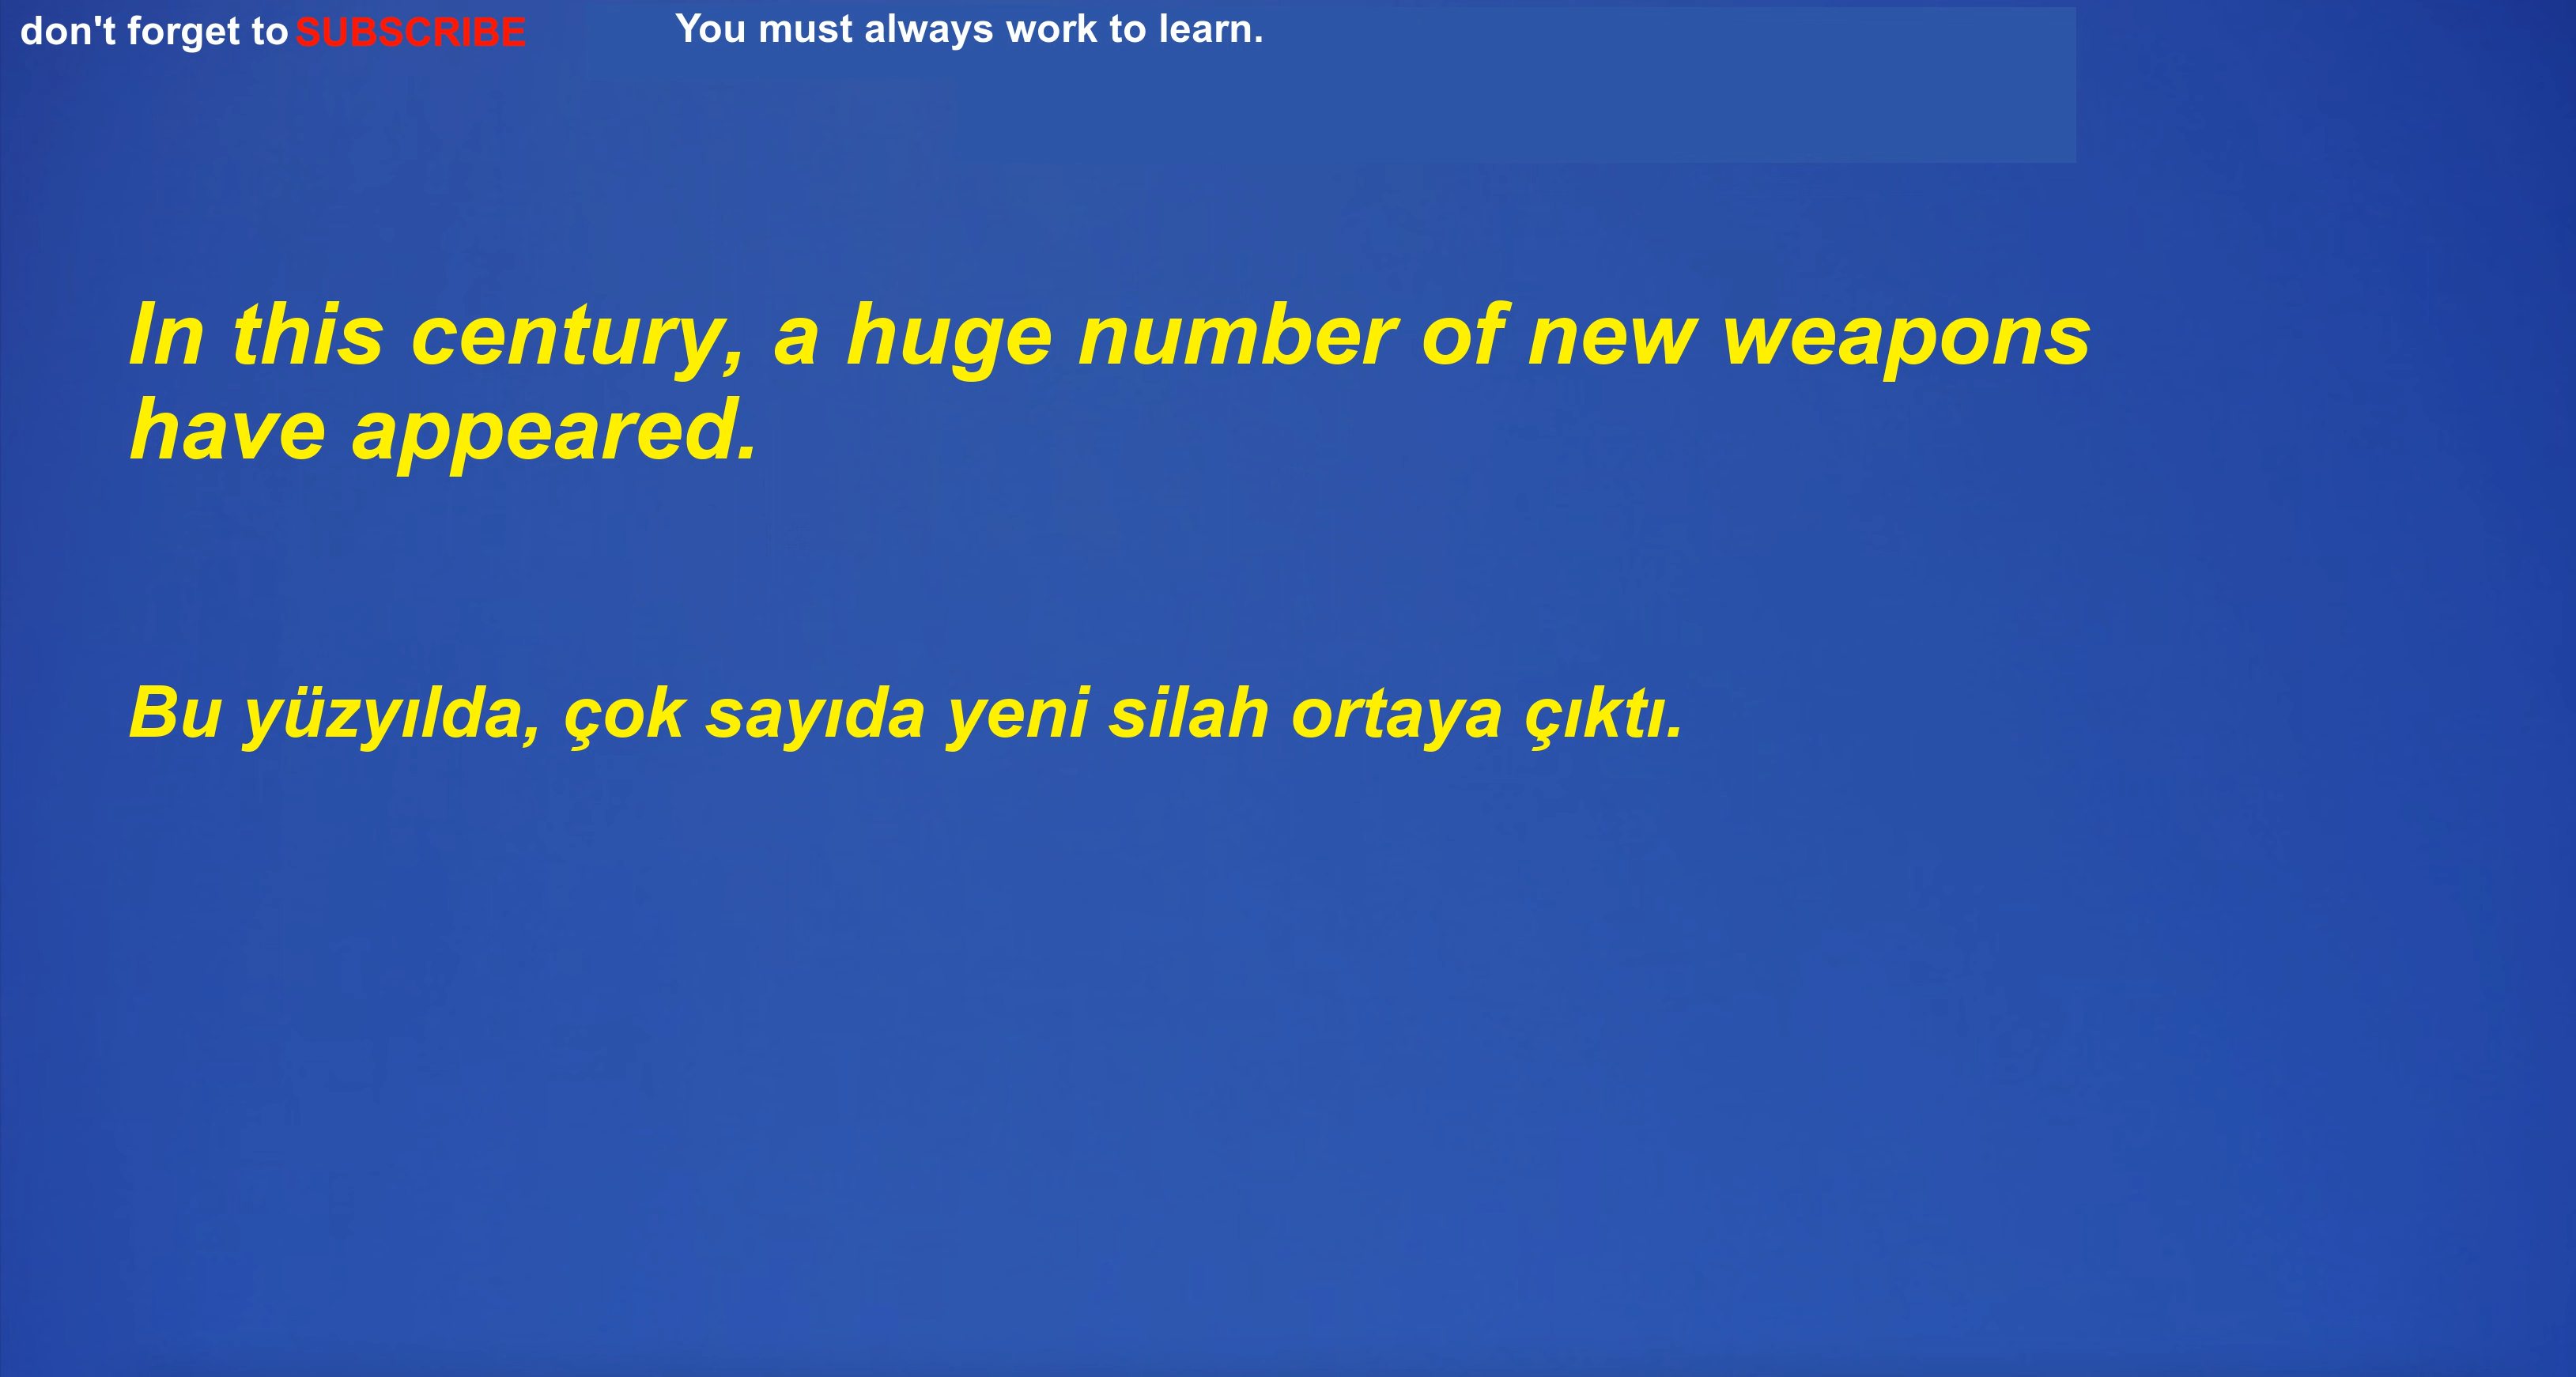 don't forget to SUBSCRIBE
You must always work to learn.
In this century, a huge number of new weapons
have appeared.
Bu yüzyılda, çok sayıda yeni silah ortaya çıktı.